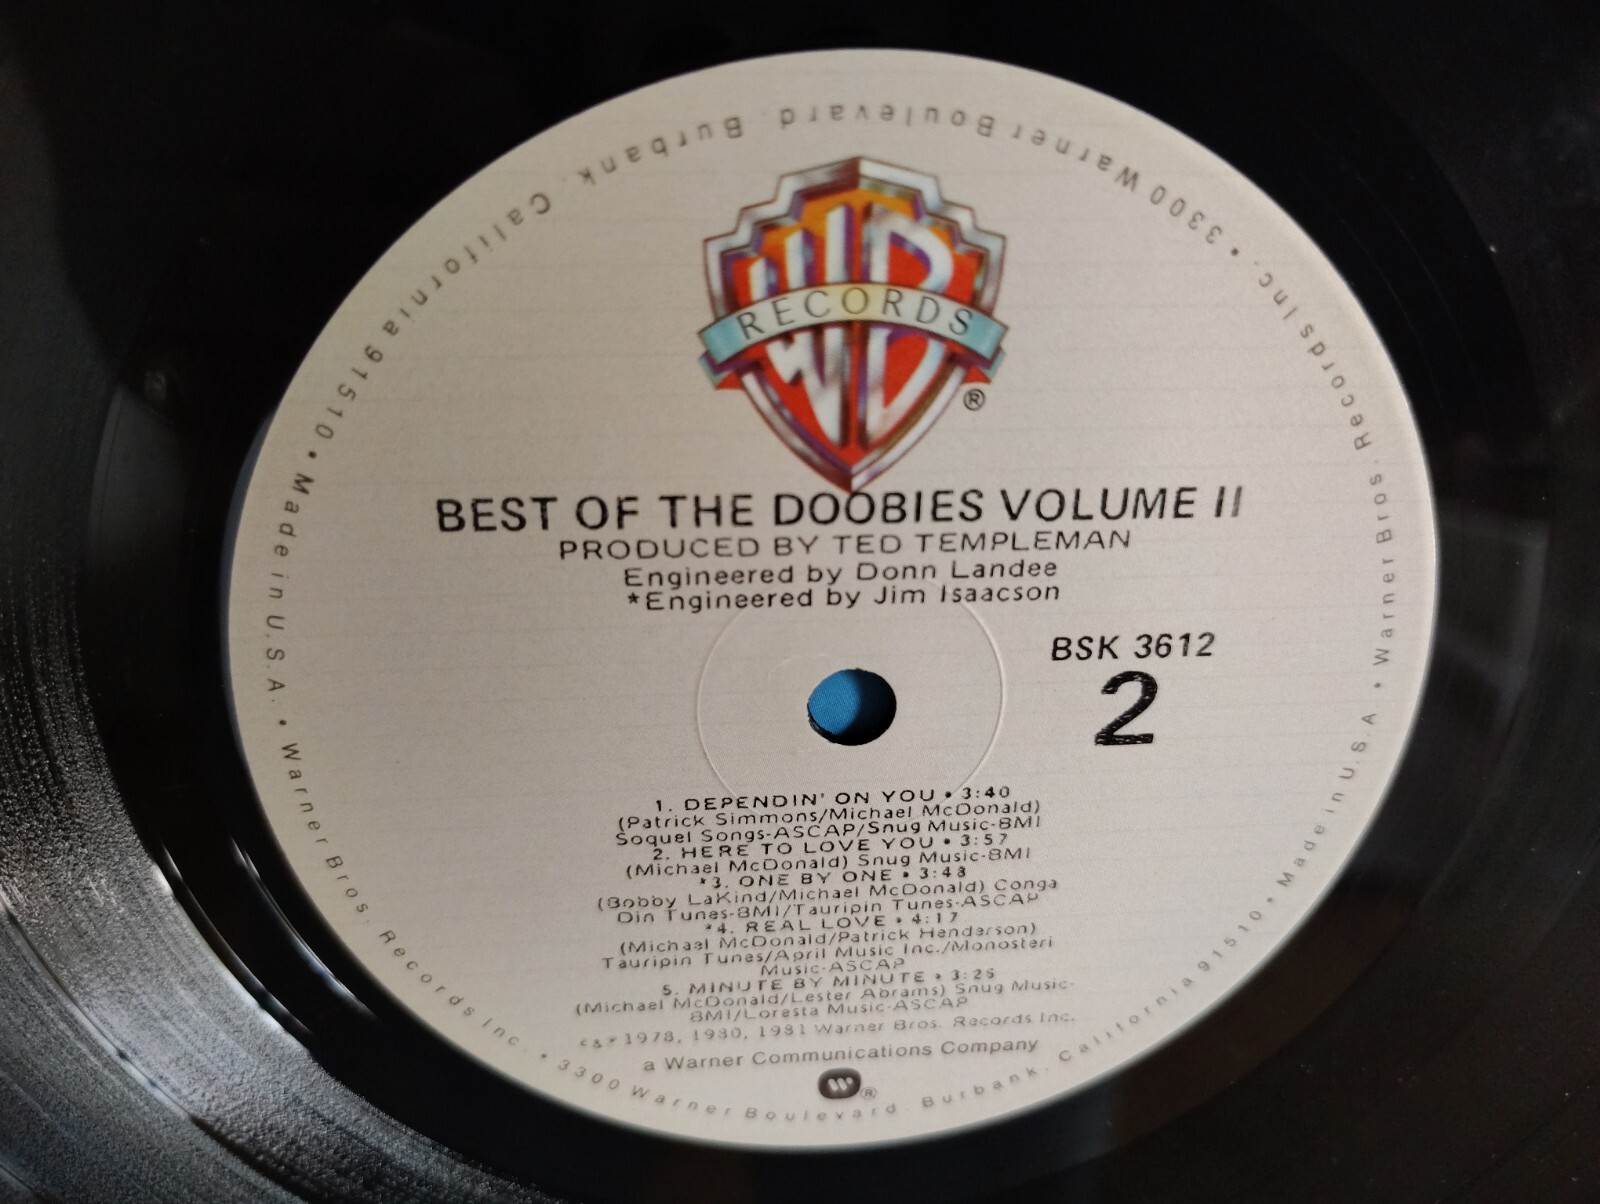 WB
RECORDS
®
BEST OF THE DOOBIES VOLUME II
PRODUCED BY TED TEMPLEMAN
Engineered by Donn Landee
*Engineered by Jim Isaacson
BSK 3612
2
1. DEPENDIN' ON YOU • 3:40
(Patrick Simmons/Michael McDonald)
Soquel Songs-ASCAP/Snug Music-BMI
2. HERE TO LOVE YOU • 3:57
(Michael McDonald) Snug Music-BMI
*3. ONE BY ONE • 3:43
(Bobby LaKind/Michael McDonald) Conga
Din Tunes-BMI/Tauripin Tunes-ASCAP
*4. REAL LOVE • 4:17
(Michael McDonald/Patrick Henderson)
Tauripin Tunes/April Music Inc./Monosteri
Music-ASCAP
5. MINUTE BY MINUTE • 3:25
(Michael McDonald/Lester Abrams) Snug Music-
BMI/Loresta Music-ASCAP
1978, 1980, 1981 Warner Bros. Records Inc.
a Warner Communications Company
®
Warner Bros. Records Inc. • 3300 Warner Boulevard. Burbank. California 91510 • Made in U.S.A. •
Warner Bros. Records Inc. • 3300 Warner Boulevard. Burbank. California 91510 • Made in U.S.A •